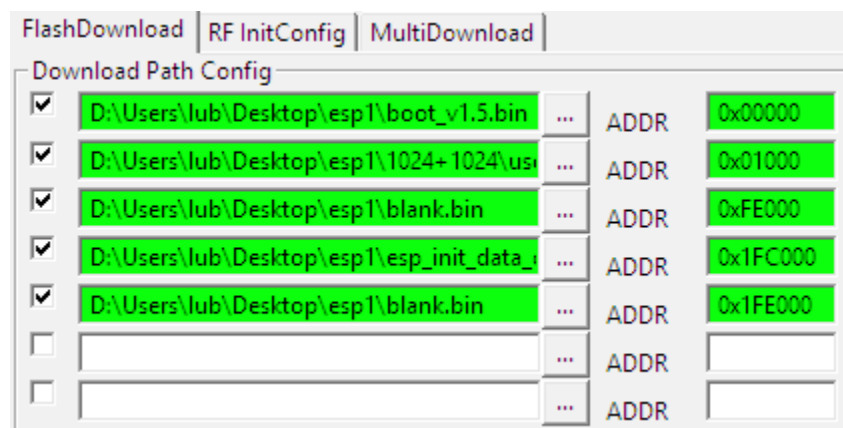 FlashDownload RF InitConfig MultiDownload
Download Path Config
D:\Users\lub\Desktop\esp1\boot_v1.5.bin ... ADDR 0x00000
D:\Users\lub\Desktop\esp1\1024+1024\us ... ADDR 0x01000
D:\Users\lub\Desktop\esp1\blank.bin ... ADDR 0xFE000
D:\Users\lub\Desktop\esp1\esp_init_data_ ... ADDR 0x1FC000
D:\Users\lub\Desktop\esp1\blank.bin ... ADDR 0x1FE000
... ADDR
... ADDR